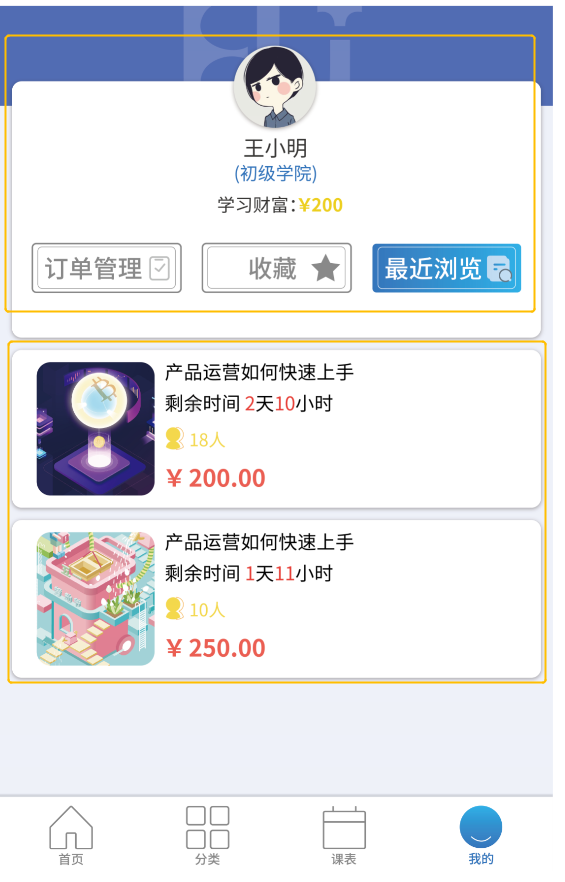 王小明
(初级学院)
学习财富:¥200
订单管理 收藏 最近浏览
产品运营如何快速上手
剩余时间 2天10小时
18人
¥ 200.00
产品运营如何快速上手
剩余时间 1天11小时
10人
¥ 250.00
首页 分类 课表 我的